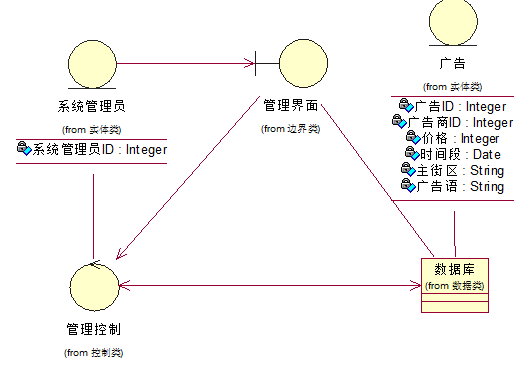 系统管理员
(from 实体类)
系统管理员ID : Integer
管理界面
(from 边界类)
广告
(from 实体类)
广告ID : Integer
广告商ID : Integer
价格 : Integer
时间段 : Date
主街区 : String
广告语 : String
管理控制
(from 控制类)
数据库
(from 数据类)